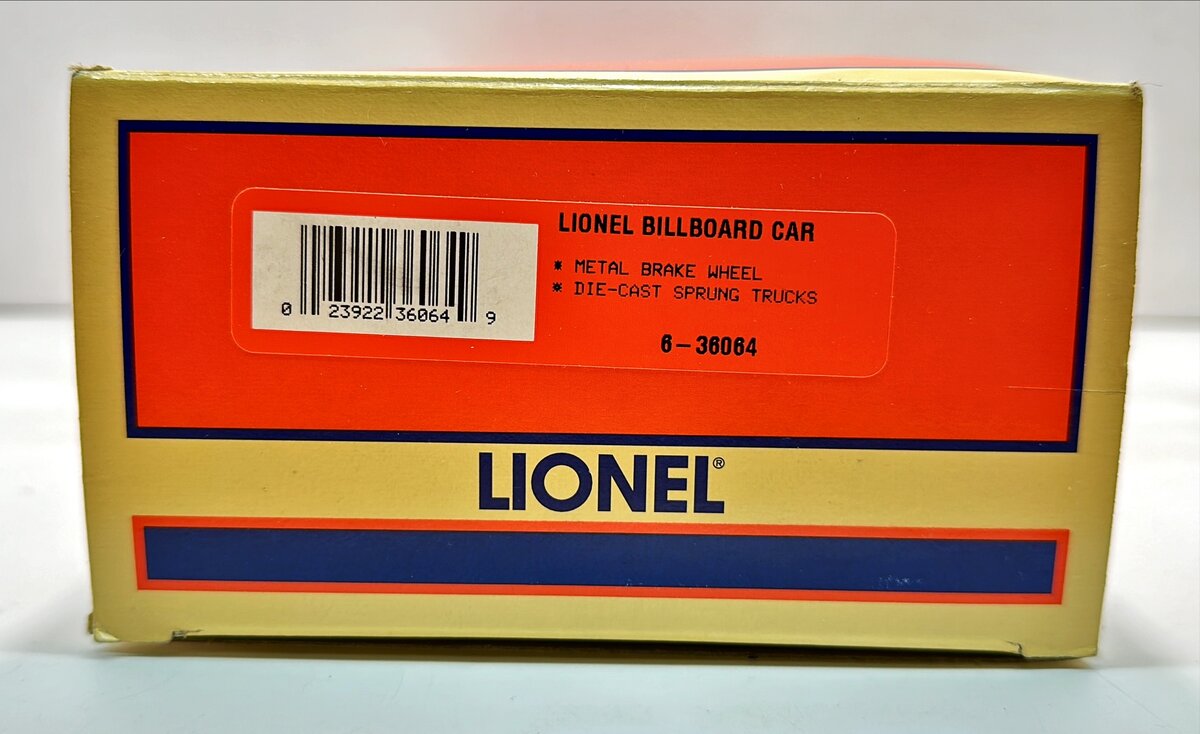 LIONEL BILLBOARD CAR
* METAL BRAKE WHEEL
* DIE-CAST SPRUNG TRUCKS
6-36064
0 23922 36064 9
LIONEL®